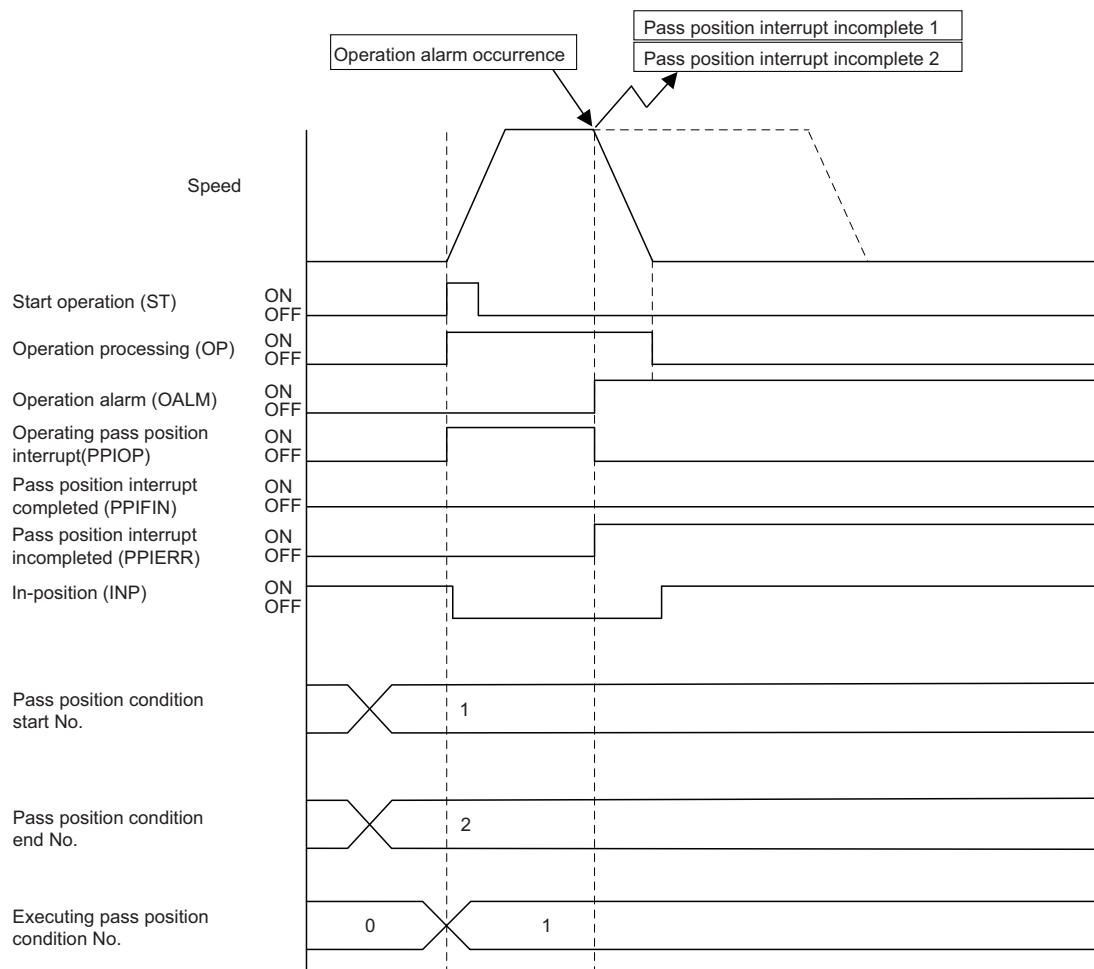 Pass position interrupt incomplete 1
Operation alarm occurrence
Pass position interrupt incomplete 2
Speed
Start operation (ST)
ON
OFF
Operation processing (OP)
ON
OFF
Operation alarm (OALM)
ON
OFF
Operating pass position
interrupt(PPIOP)
ON
OFF
Pass position interrupt
completed (PPIFIN)
ON
OFF
Pass position interrupt
incompleted (PPIERR)
ON
OFF
In-position (INP)
ON
OFF
Pass position condition
start No.
1
Pass position condition
end No.
2
Executing pass position
condition No.
0
1